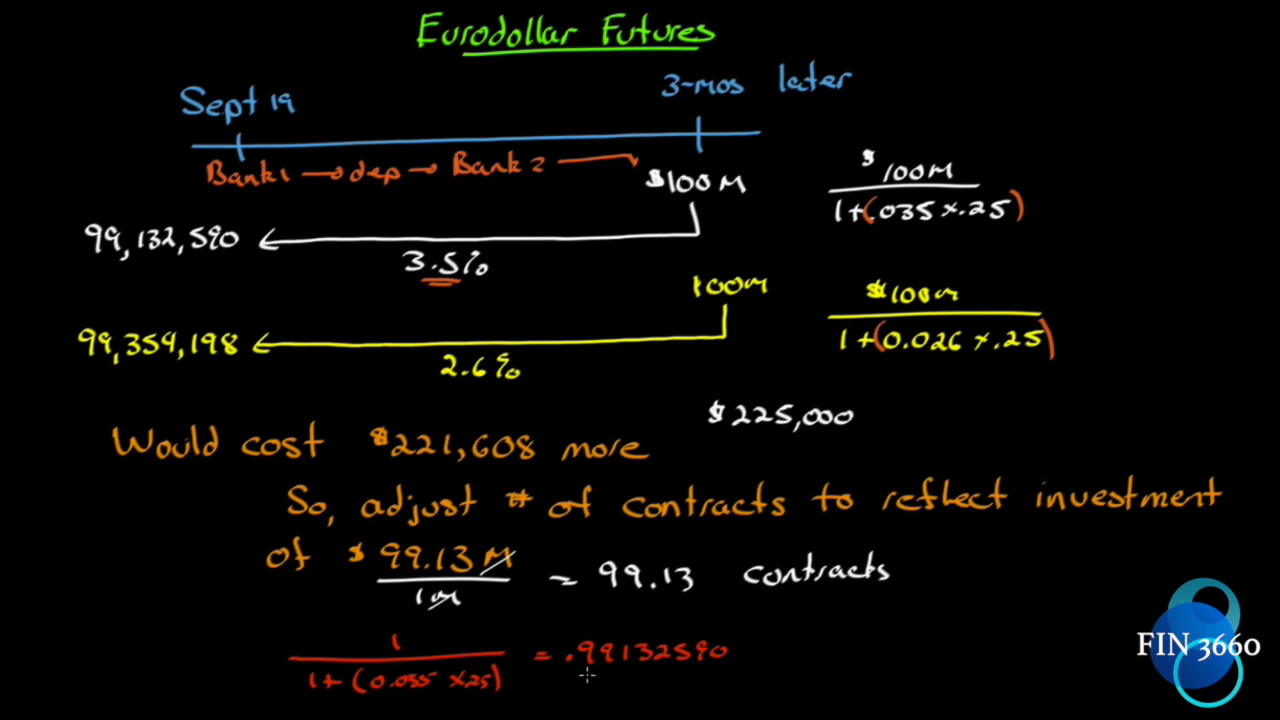 Eurodollar Futures
Sept 19
3-mos later
Bank1 → dep → Bank 2
$100M
$100M
1+(.035 x .25)
99,132,590
3.5%
100M
$100M
1+(0.026 x .25)
99,354,198
2.6%
$225,000
Would cost $221,608 more
So, adjust # of contracts to reflect investment
of $ 99.13 M = 99.13 contracts
1M
1
1+ (0.035 x .25) = .99132590
FIN 3660